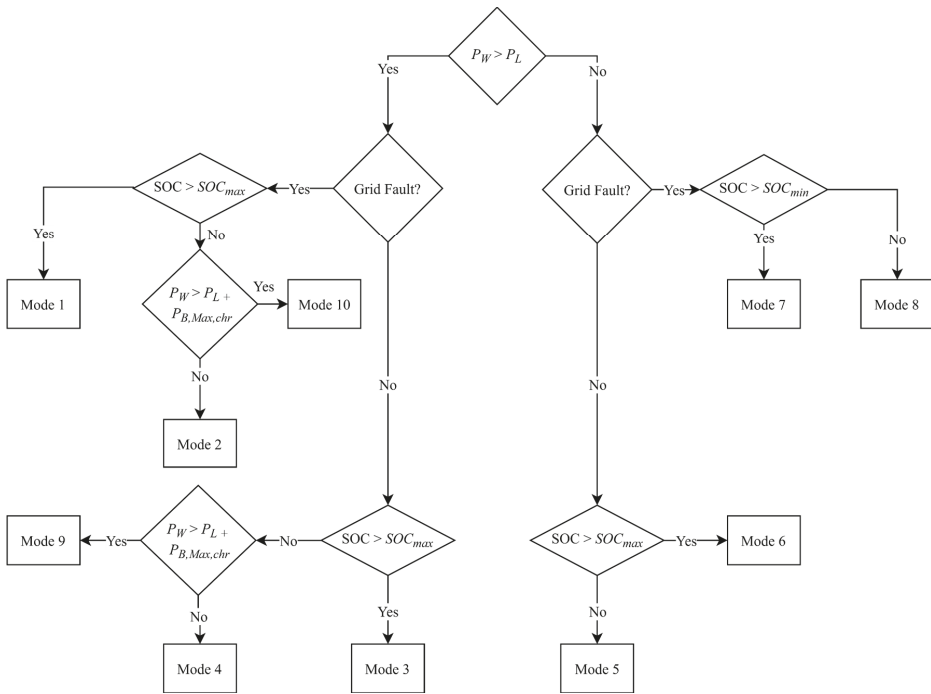 P_W > P_L
Yes
No
SOC > SOC_max
Yes
Grid Fault?
Grid Fault?
Yes
SOC > SOC_min
Yes
No
Yes
No
Mode 1
P_W > P_L +
P_B,Max,chr
Yes
Mode 10
Mode 7
Mode 8
No
No
No
Mode 2
Mode 9
Yes
P_W > P_L +
P_B,Max,chr
No
SOC > SOC_max
SOC > SOC_max
Yes
Mode 6
No
Yes
No
Mode 4
Mode 3
Mode 5